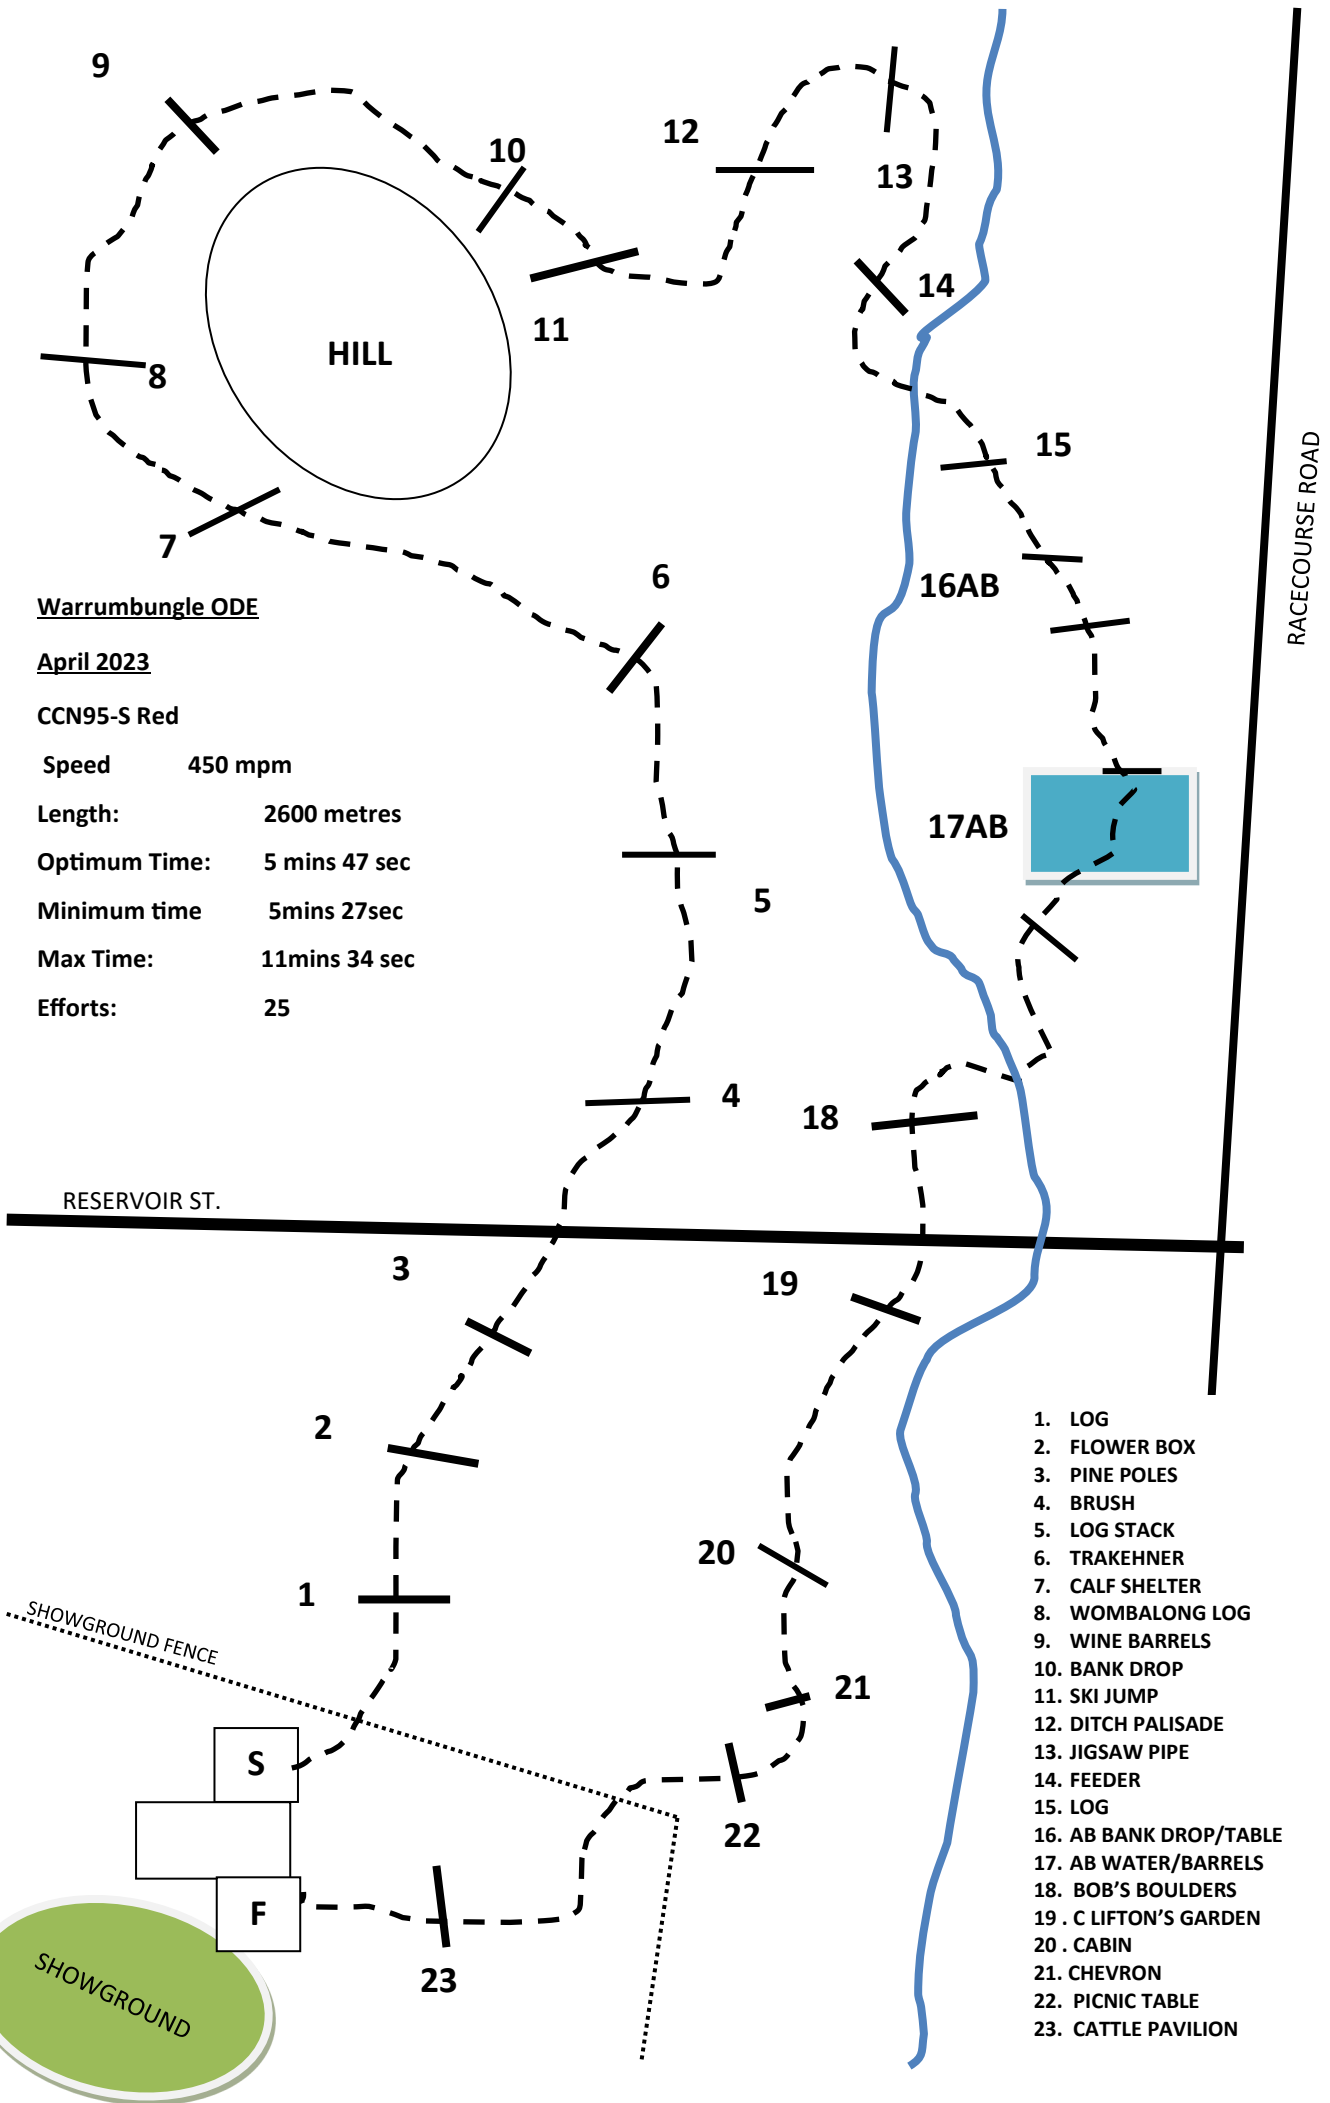 9
12
10
13
14
11
HILL
8
15
7
6
16AB
RACECOURSE ROAD
Warrumbungle ODE
April 2023
CCN95-S Red
Speed 450 mpm
Length: 2600 metres
Optimum Time: 5 mins 47 sec
Minimum time 5mins 27sec
Max Time: 11mins 34 sec
Efforts: 25
17AB
5
4
18
RESERVOIR ST.
3
19
2
20
1
SHOWGROUND FENCE
21
S
22
F
23
SHOWGROUND
1. LOG
2. FLOWER BOX
3. PINE POLES
4. BRUSH
5. LOG STACK
6. TRAKEHNER
7. CALF SHELTER
8. WOMBALONG LOG
9. WINE BARRELS
10. BANK DROP
11. SKI JUMP
12. DITCH PALISADE
13. JIGSAW PIPE
14. FEEDER
15. LOG
16. AB BANK DROP/TABLE
17. AB WATER/BARRELS
18. BOB'S BOULDERS
19 . C LIFTON'S GARDEN
20 . CABIN
21. CHEVRON
22. PICNIC TABLE
23. CATTLE PAVILION